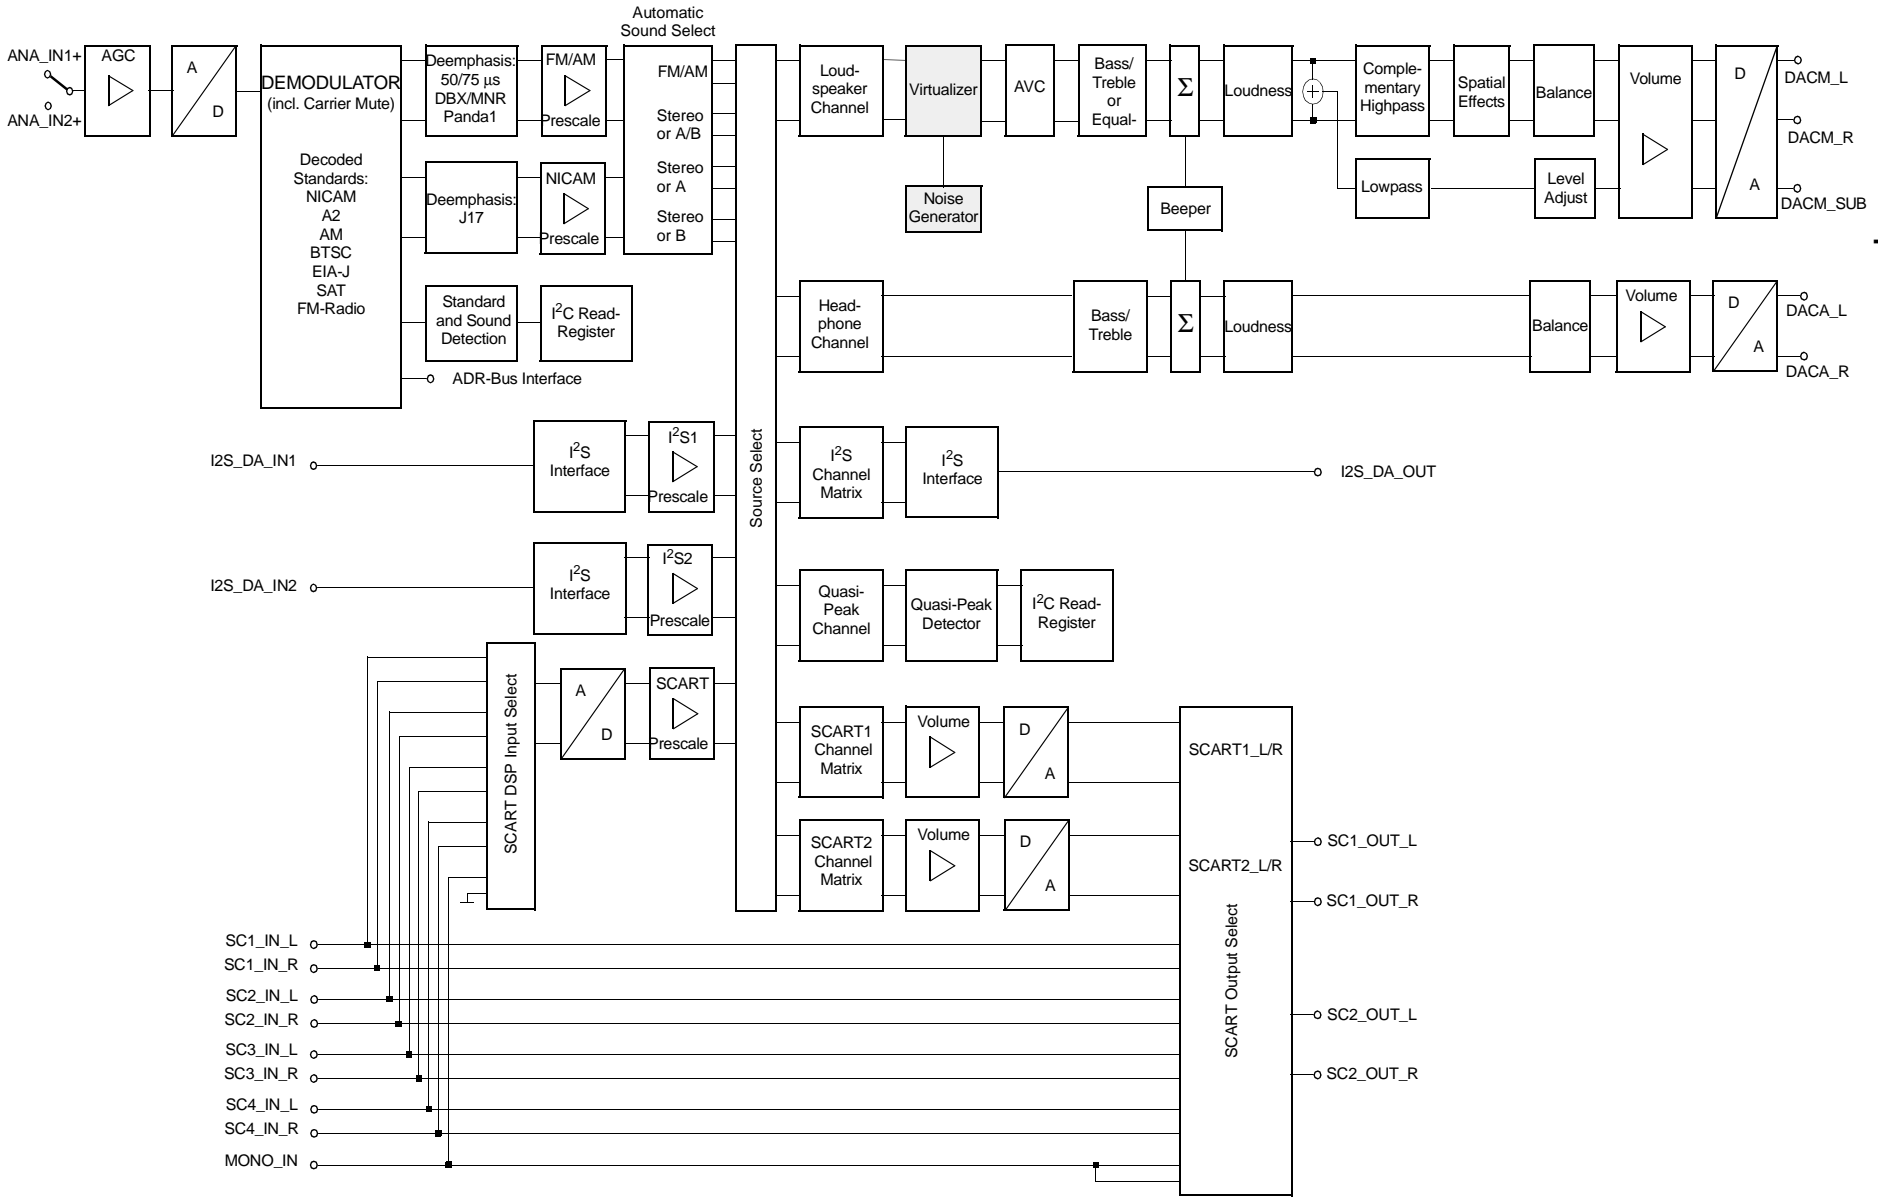 Automatic
Sound Select
ANA_IN1+
ANA_IN2+
AGC
A
D
DEMODULATOR
(incl. Carrier Mute)
Decoded
Standards:
NICAM
A2
AM
BTSC
EIA-J
SAT
FM-Radio
Deemphasis:
50/75 µs
DBX/MNR
Panda1
FM/AM
Prescale
Deemphasis:
J17
NICAM
Prescale
FM/AM
Stereo
or A/B
Stereo
or A
Stereo
or B
Standard
and Sound
Detection
I2C Read-
Register
ADR-Bus Interface
Source Select
Loud-
speaker
Channel
Virtualizer
Noise
Generator
AVC
Bass/
Treble
or
Equal-
Σ
Beeper
Loudness
+
Comple-
mentary
Highpass
Lowpass
Spatial
Effects
Balance
Level
Adjust
Volume
D
A
DACM_L
DACM_R
DACM_SUB
Head-
phone
Channel
Bass/
Treble
Σ
Loudness
Balance
Volume
D
A
DACA_L
DACA_R
I2S_DA_IN1
I2S
Interface
I2S1
Prescale
I2S
Channel
Matrix
I2S
Interface
I2S_DA_OUT
I2S_DA_IN2
I2S
Interface
I2S2
Prescale
Quasi-
Peak
Channel
Quasi-Peak
Detector
I2C Read-
Register
SCART DSP Input Select
A
D
SCART
Prescale
SCART1
Channel
Matrix
Volume
D
A
SCART1_L/R
SCART2
Channel
Matrix
Volume
D
A
SCART2_L/R
SCART Output Select
SC1_OUT_L
SC1_OUT_R
SC2_OUT_L
SC2_OUT_R
SC1_IN_L
SC1_IN_R
SC2_IN_L
SC2_IN_R
SC3_IN_L
SC3_IN_R
SC4_IN_L
SC4_IN_R
MONO_IN